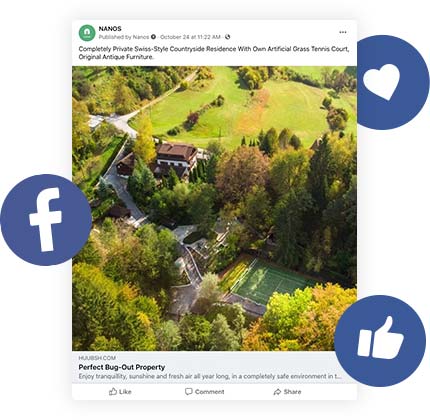 NANOS
Published by Nanos · October 24 at 11:22 AM ·
Completely Private Swiss-Style Countryside Residence With Own Artificial Grass Tennis Court,
Original Antique Furniture.
HUUBSH.COM
Perfect Bug-Out Property
Enjoy tranquillity, sunshine and fresh air all year long, in a completely safe environment in t...
Like Comment Share